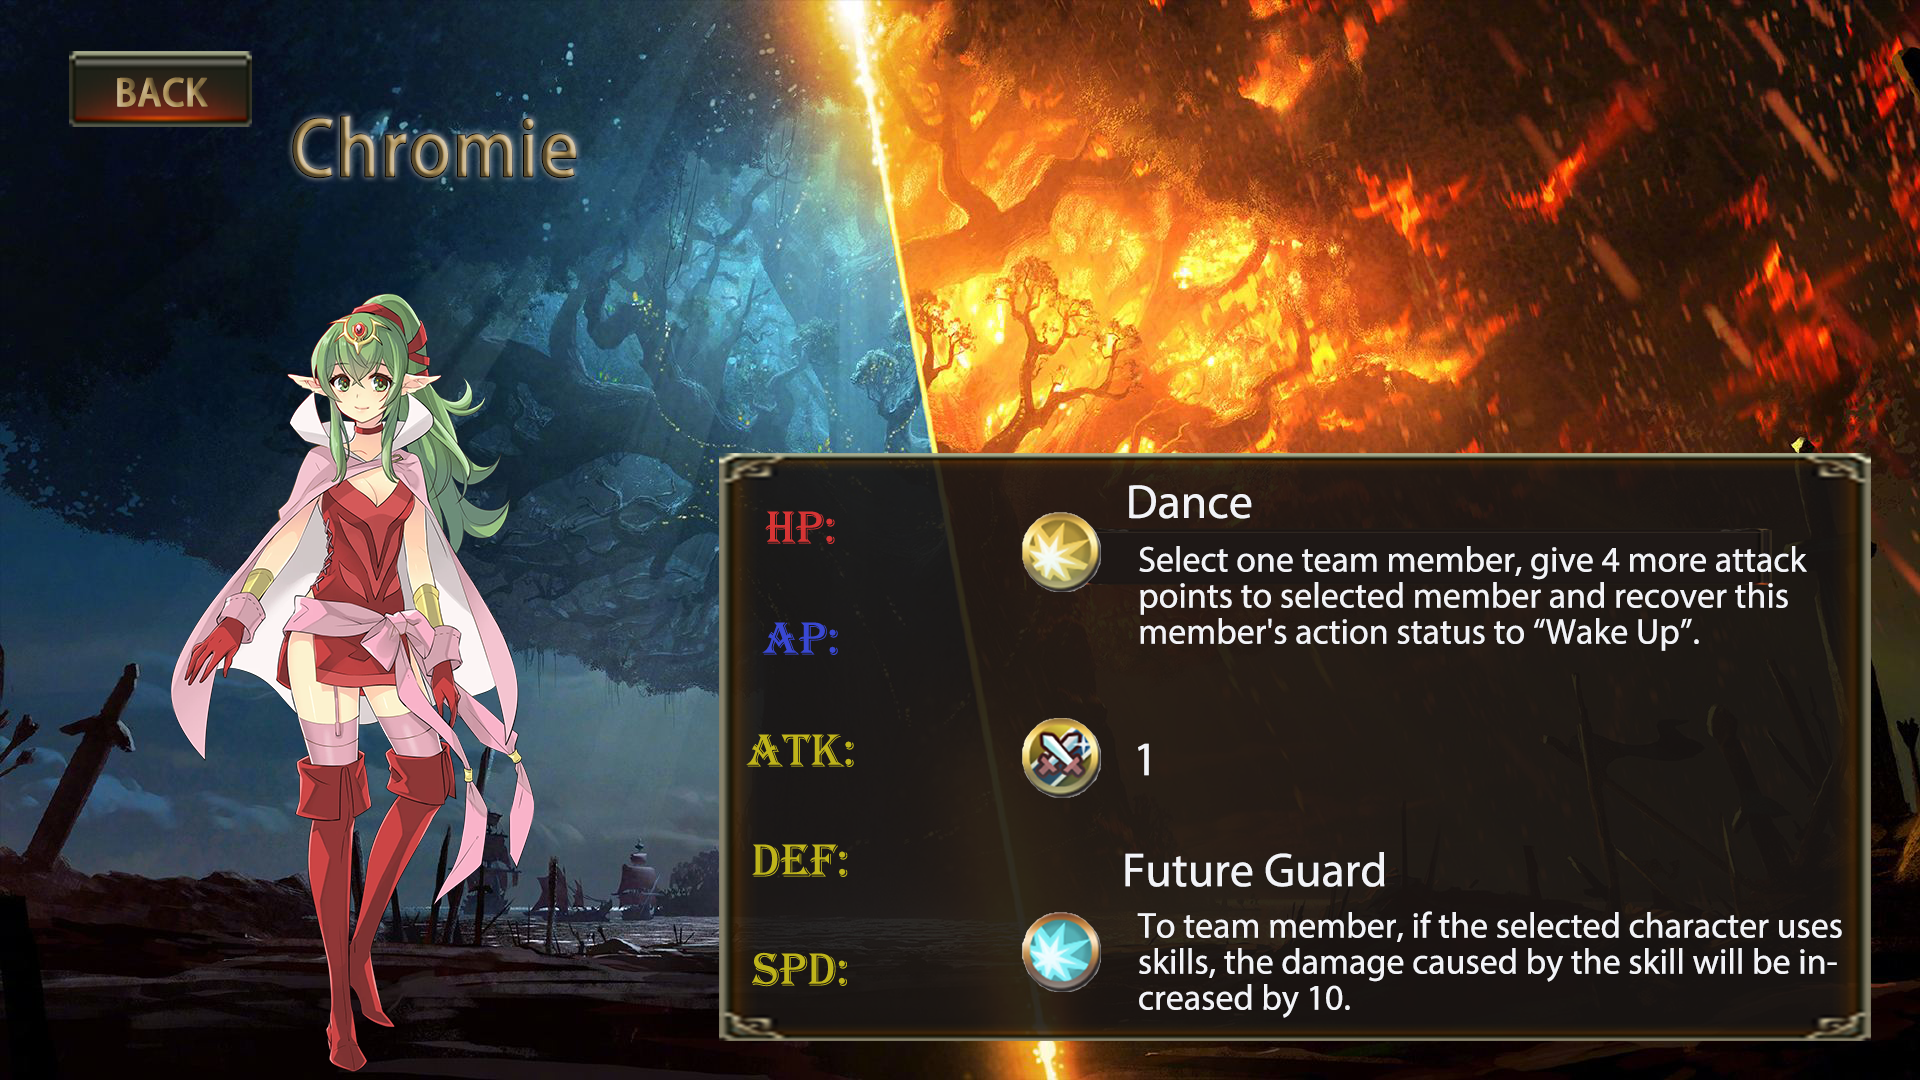 BACK
Chromie
HP:
AP:
ATK:
DEF:
SPD:
Dance
Select one team member, give 4 more attack
points to selected member and recover this
member's action status to “Wake Up”.
1
Future Guard
To team member, if the selected character uses
skills, the damage caused by the skill will be in-
creased by 10.